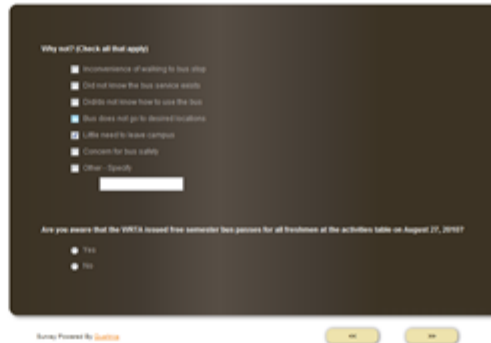 Why not? (Check all that apply)
Inconvenience of walking to bus stop
Did not know the bus service exists
Did/do not know how to use the bus
Bus does not go to desired locations
Little need to leave campus
Concern for bus safety
Other - Specify
Are you aware that the WRTA issued free semester bus passes for all freshmen at the activities table on August 27, 2010?
Yes
No
Survey Powered By Qualtrics
<< >>